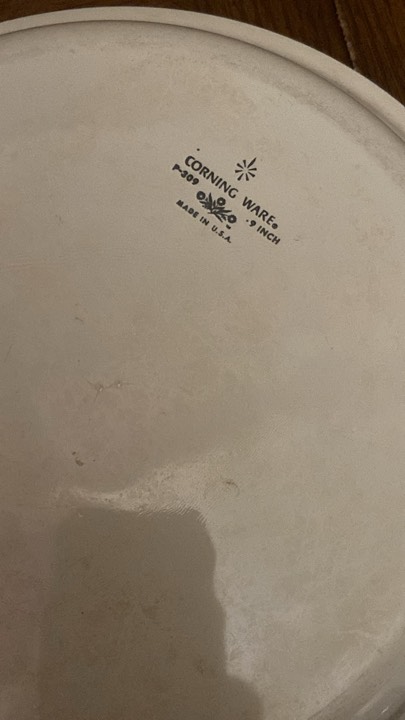 CORNING WARE®
P-309 -9 INCH
MADE IN U.S.A.